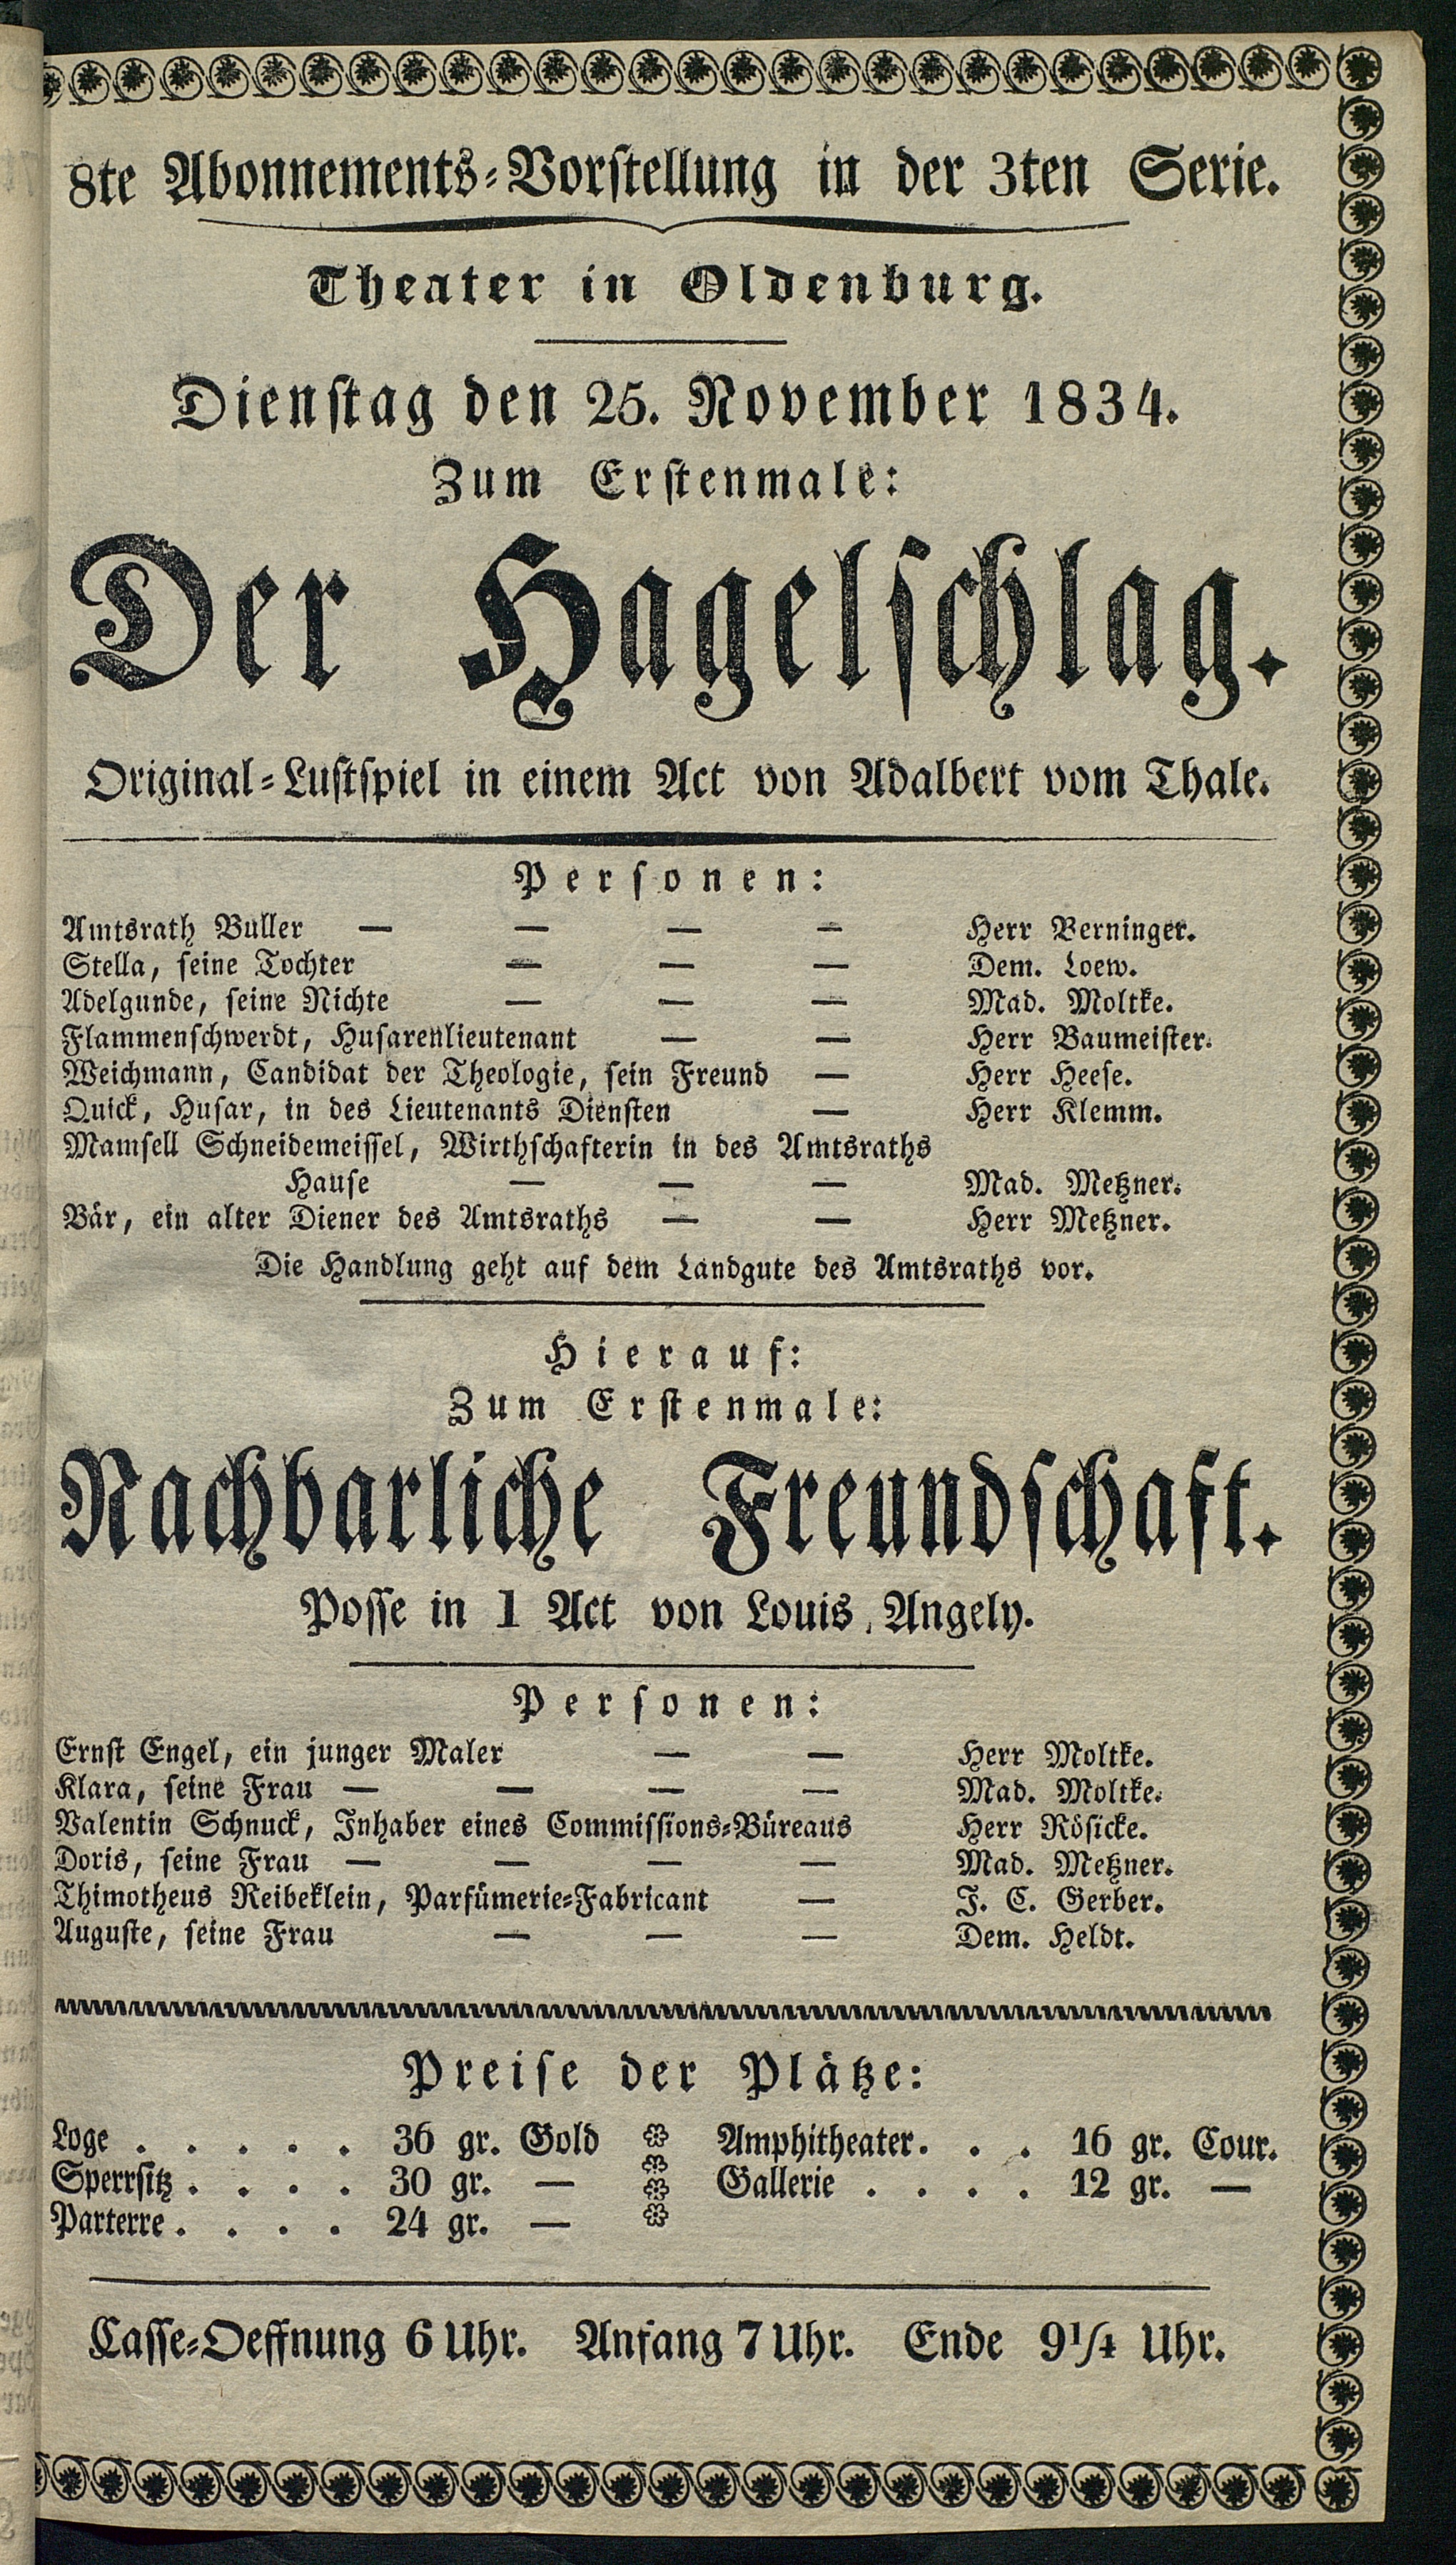 8te Abonnements-Vorstellung in der 3ten Serie.
Theater in Oldenburg.
Dienstag den 25. November 1834.
Zum Erstenmale:
Der Hagelschlag.
Original-Lustspiel in einem Act von Adalbert vom Thale.
Personen:
Amtsrath Buller — — — — Herr Berninger.
Stella, seine Tochter — — — Dem. Loew.
Adelgunde, seine Nichte — — — Mad. Moltke.
Flammenschwerdt, Husarenlieutenant — — Herr Baumeister.
Weichmann, Candidat der Theologie, sein Freund — Herr Heese.
Quick, Husar, in des Lieutenants Diensten — Herr Klemm.
Mamsell Schneidemeissel, Wirthschafterin in des Amtsraths
Hause — — — Mad. Metzner.
Bär, ein alter Diener des Amtsraths — — Herr Metzner.
Die Handlung geht auf dem Landgute des Amtsraths vor.
Hierauf:
Zum Erstenmale:
Nachbarliche Freundschaft.
Posse in 1 Act von Louis Angely.
Personen:
Ernst Engel, ein junger Maler — — Herr Moltke.
Klara, seine Frau — — — — Mad. Moltke.
Valentin Schnuck, Inhaber eines Commissions-Büreaus Herr Rösicke.
Doris, seine Frau — — — — Mad. Metzner.
Thimotheus Reibeklein, Parfümerie-Fabricant — J. C. Gerber.
Auguste, seine Frau — — — Dem. Heldt.
Preise der Plätze:
Loge . . . . . 36 gr. Gold Amphitheater. . . 16 gr. Cour.
Sperrsitz . . . . 30 gr. — Gallerie . . . . 12 gr. —
Parterre . . . . 24 gr. —
Casse-Oeffnung 6 Uhr. Anfang 7 Uhr. Ende 9¼ Uhr.